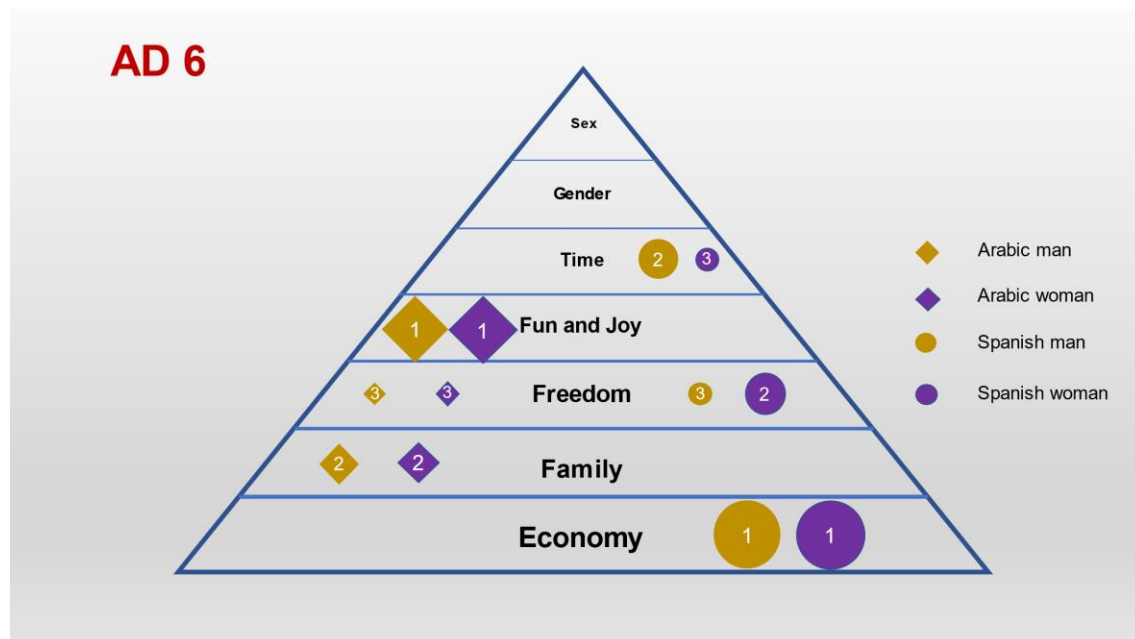 AD 6
Sex
Gender
Time 2 3
1 1 Fun and Joy
3 3 Freedom 3 2
2 2 Family
Economy 1 1
Arabic man
Arabic woman
Spanish man
Spanish woman